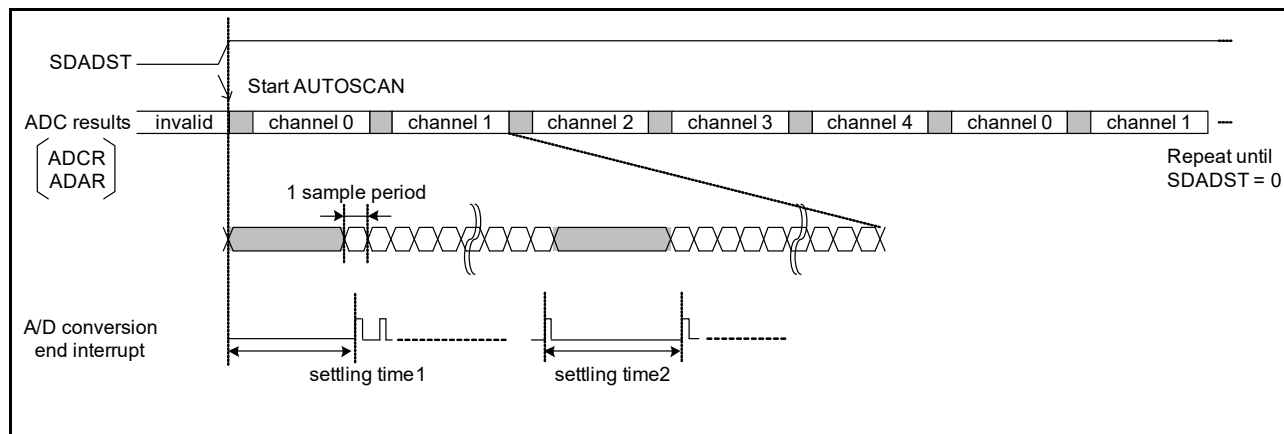 SDADST
Start AUTOSCAN
ADC results invalid channel 0 channel 1 channel 2 channel 3 channel 4 channel 0 channel 1
ADCR
ADAR
Repeat until
SDADST = 0
1 sample period
A/D conversion
end interrupt
settling time1 settling time2